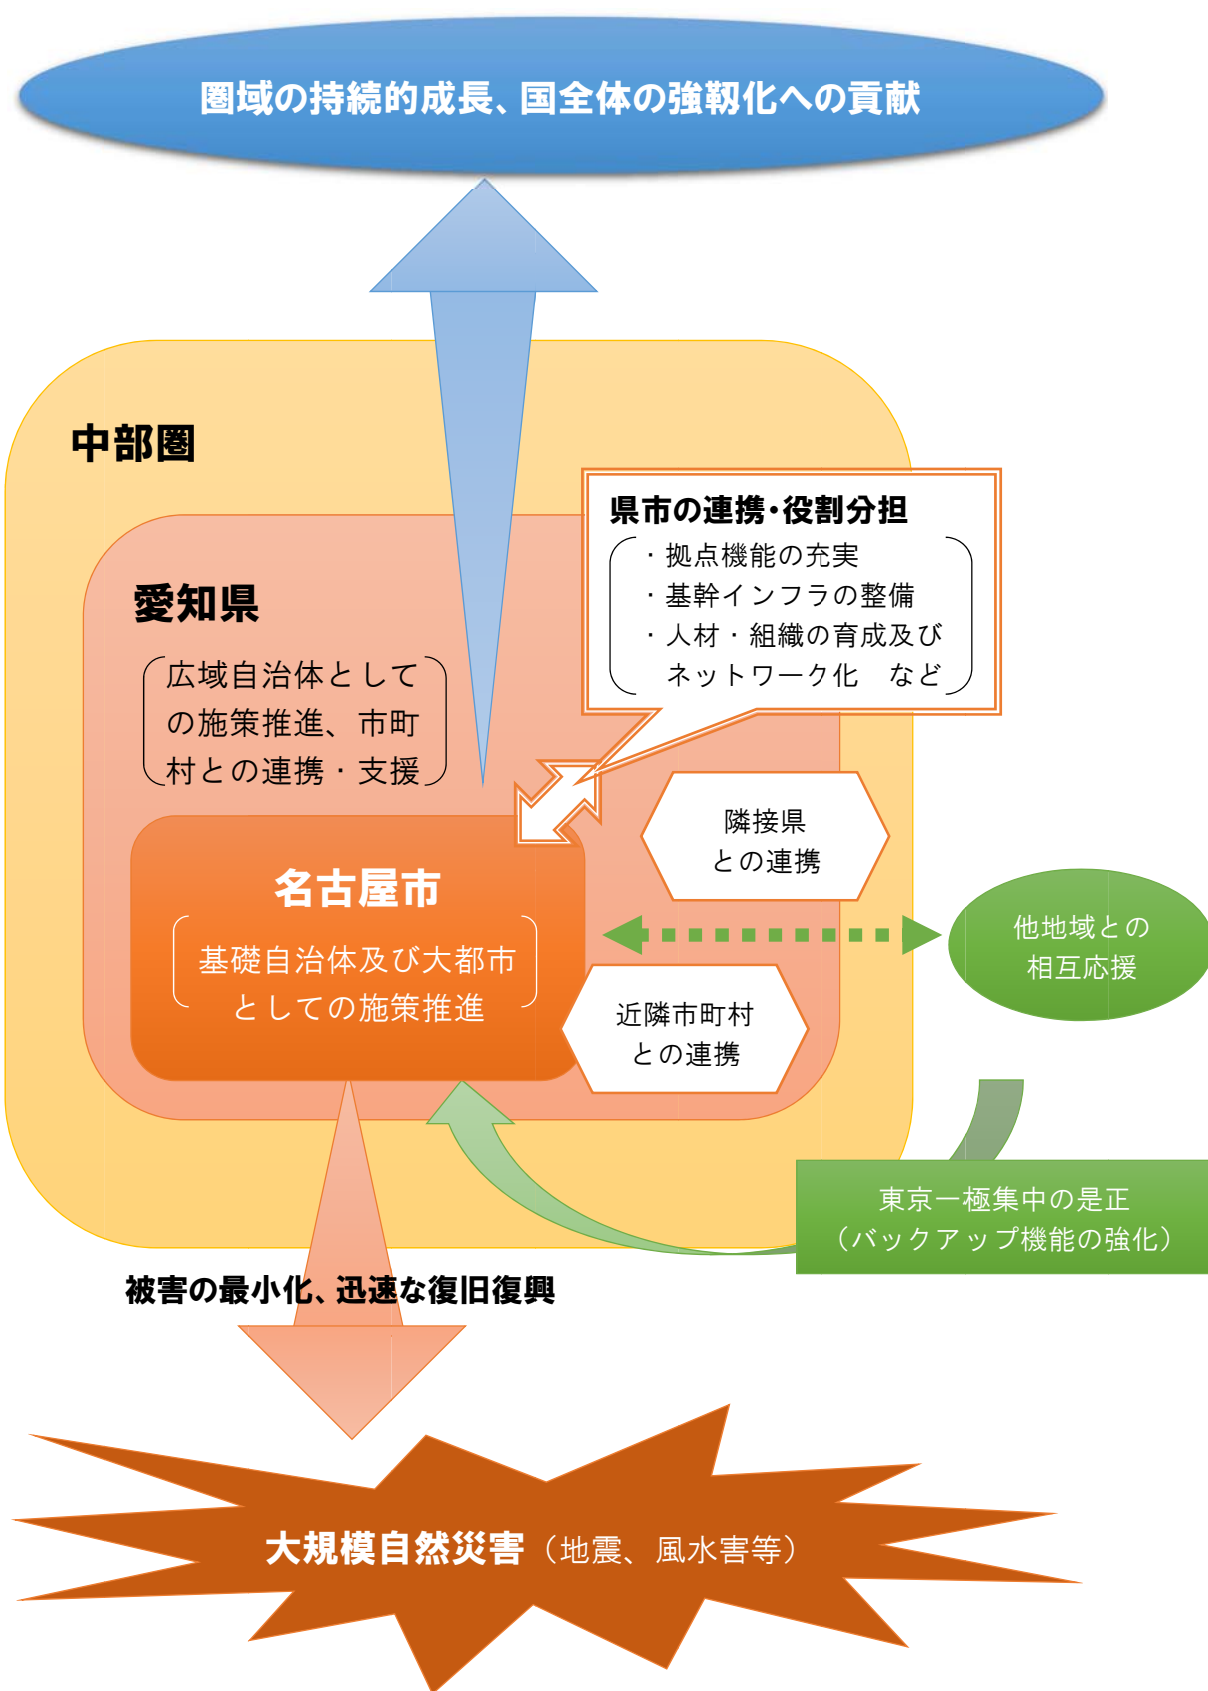 圏域の持続的成長、国全体の強靱化への貢献
中部圏
県市の連携・役割分担
・拠点機能の充実
・基幹インフラの整備
・人材・組織の育成及び
ネットワーク化　など
愛知県
広域自治体として
の施策推進、市町
村との連携・支援
隣接県
との連携
名古屋市
基礎自治体及び大都市
としての施策推進
他地域との
相互応援
近隣市町村
との連携
東京一極集中の是正
（バックアップ機能の強化）
被害の最小化、迅速な復旧復興
大規模自然災害（地震、風水害等）